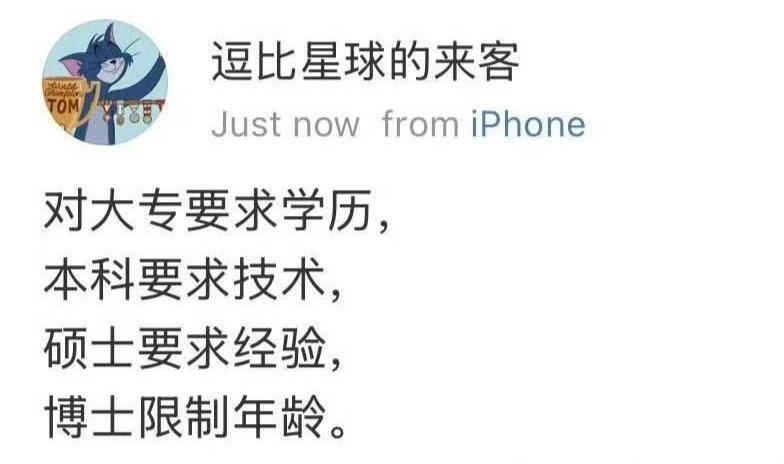 逗比星球的来客
Just now from iPhone
TOM
对大专要求学历,
本科要求技术,
硕士要求经验,
博士限制年龄。